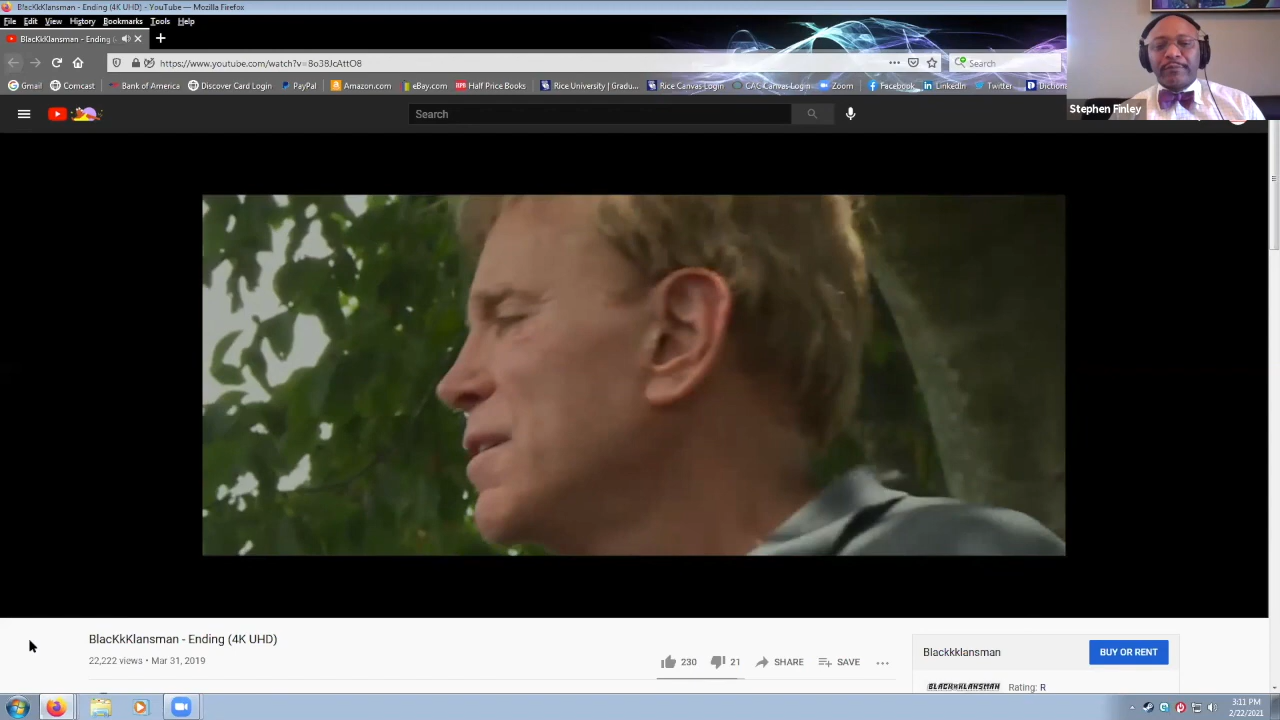 BlacKkKlansman - Ending (4K UHD) - YouTube — Mozilla Firefox
File Edit View History Bookmarks Tools Help
BlacKkKlansman - Ending (
https://www.youtube.com/watch?v=8o38JcAttO8
Search
Gmail Comcast Bank of America Discover Card Login PayPal Amazon.com eBay.com HPB Half Price Books Rice University | Gradu... Rice Canvas Login CAC Canvas Login Zoom Facebook LinkedIn Twitter Diction
Stephen Finley
Search
BlacKkKlansman - Ending (4K UHD)
22,222 views • Mar 31, 2019
230 21 SHARE SAVE
Blackkklansman
BUY OR RENT
BLACKKKLANSMAN Rating: R
3:11 PM
2/22/2021